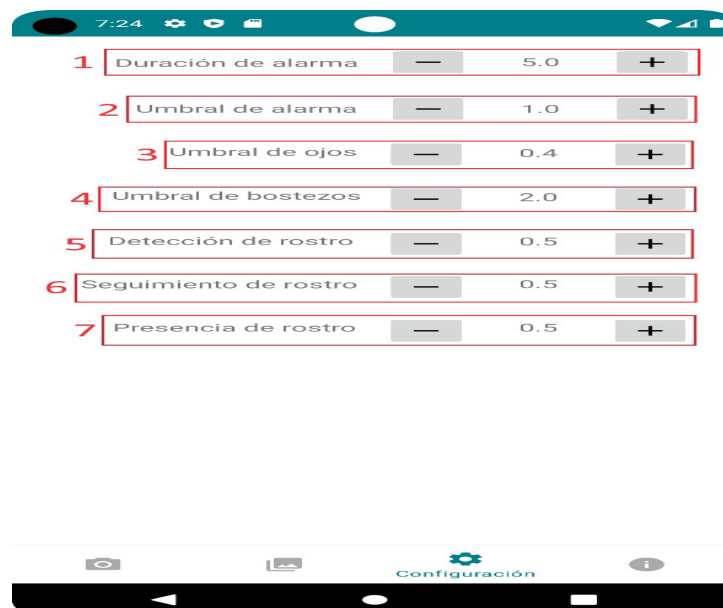 7:24
1 Duración de alarma — 5.0 +
2 Umbral de alarma — 1.0 +
3 Umbral de ojos — 0.4 +
4 Umbral de bostezos — 2.0 +
5 Detección de rostro — 0.5 +
6 Seguimiento de rostro — 0.5 +
7 Presencia de rostro — 0.5 +
Configuración